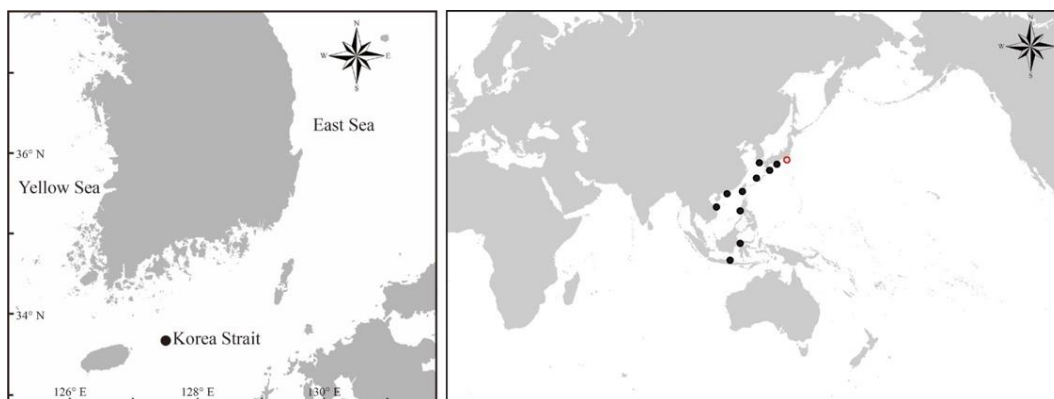 N
W E
S
East Sea
36° N
Yellow Sea
34° N
Korea Strait
126° E 128° E 130° E
N
W E
S